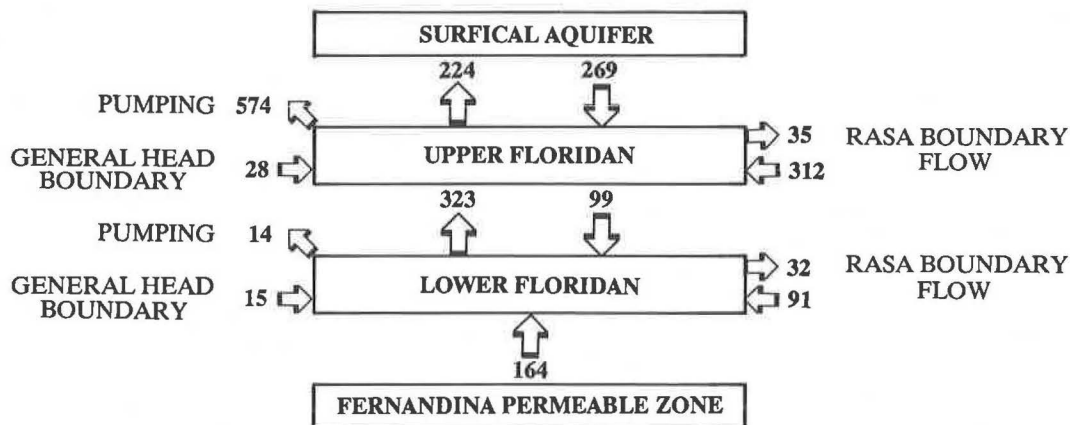 SURFICAL AQUIFER
224 269
PUMPING 574
35 RASA BOUNDARY
GENERAL HEAD UPPER FLORIDAN FLOW
BOUNDARY 28 312
323 99
PUMPING 14
32 RASA BOUNDARY
GENERAL HEAD LOWER FLORIDAN FLOW
BOUNDARY 15 91
164
FERNANDINA PERMEABLE ZONE